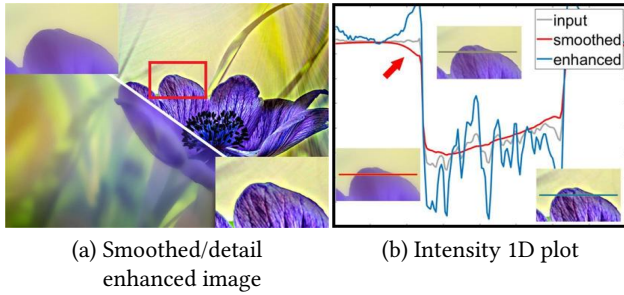 input
smoothed
enhanced
(a) Smoothed/detail
enhanced image
(b) Intensity 1D plot